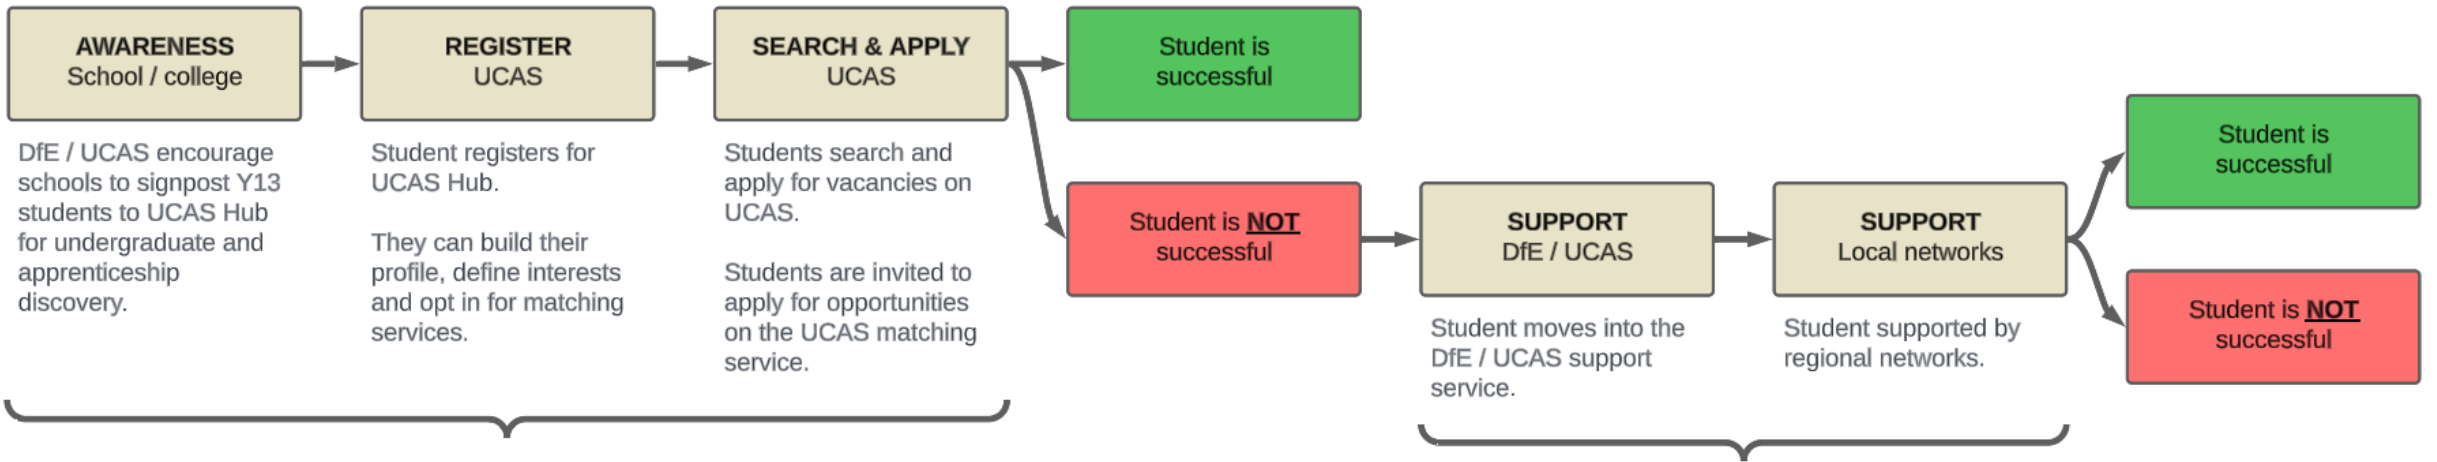 AWARENESS
School / college
DfE / UCAS encourage
schools to signpost Y13
students to UCAS Hub
for undergraduate and
apprenticeship
discovery.
REGISTER
UCAS
Student registers for
UCAS Hub.
They can build their
profile, define interests
and opt in for matching
services.
SEARCH & APPLY
UCAS
Students search and
apply for vacancies on
UCAS.
Students are invited to
apply for opportunities
on the UCAS matching
service.
Student is
successful
Student is NOT
successful
SUPPORT
DfE / UCAS
Student moves into the
DfE / UCAS support
service.
SUPPORT
Local networks
Student supported by
regional networks.
Student is
successful
Student is NOT
successful